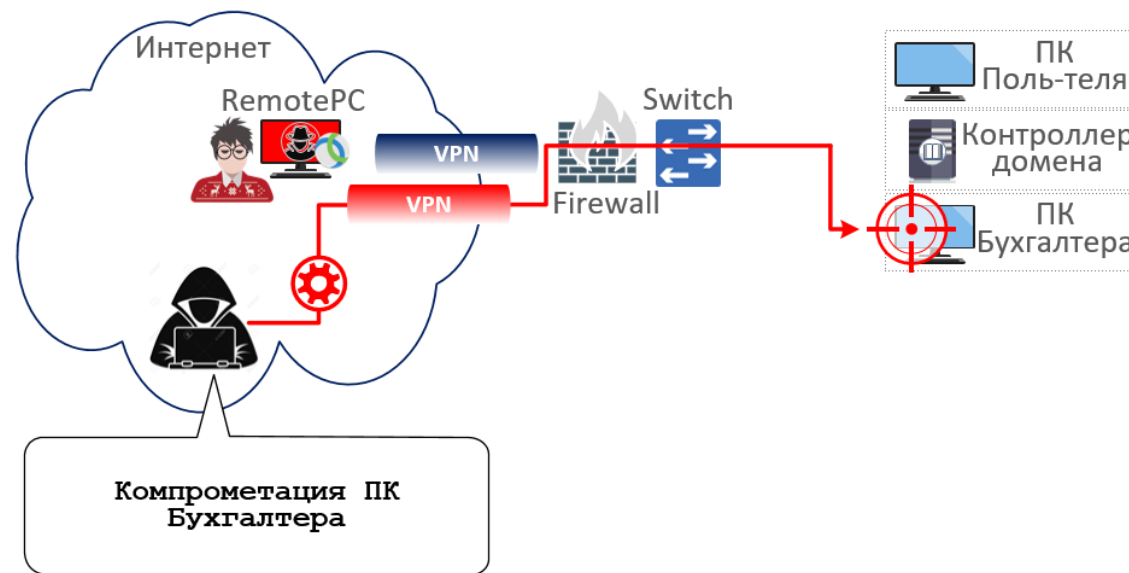 Интернет
RemotePC
VPN
VPN
Firewall
Switch
ПК
Поль-теля
Контроллер
домена
ПК
Бухгалтера
Компрометация ПК
Бухгалтера